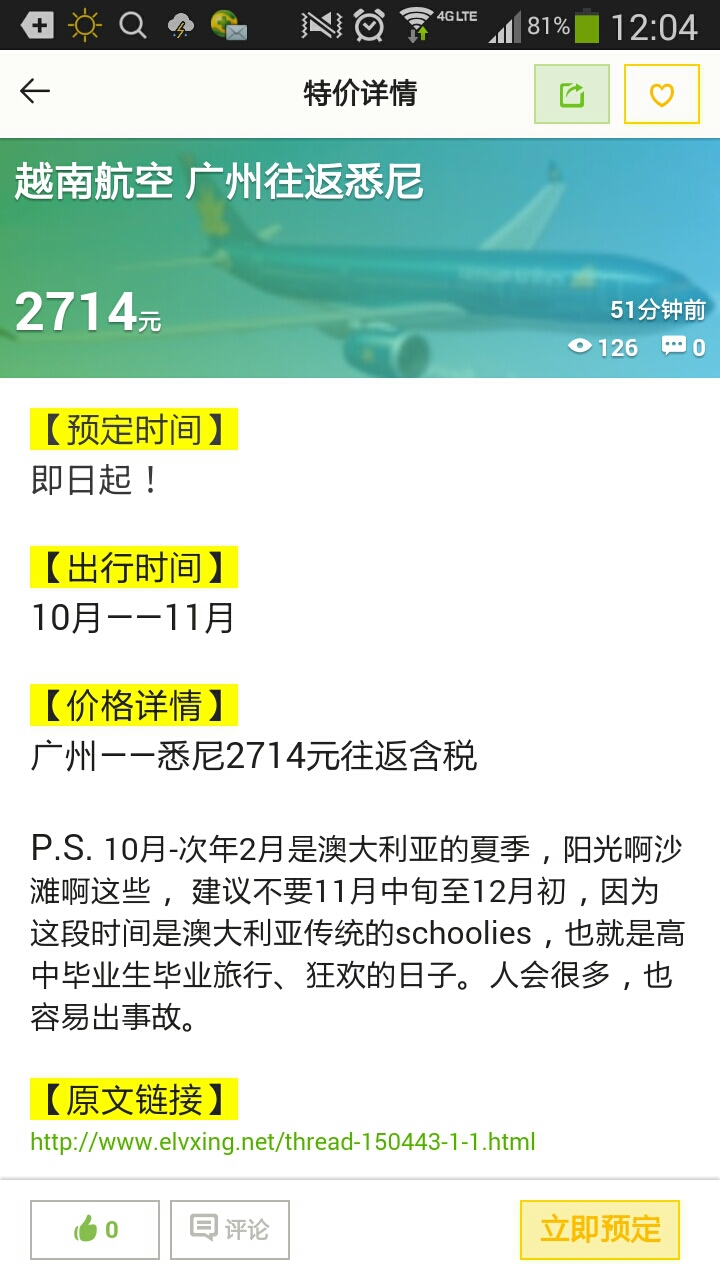 4G LTE 81% 12:04
特价详情
越南航空 广州往返悉尼
2714元
51分钟前
126 0
【预定时间】
即日起！
【出行时间】
10月——11月
【价格详情】
广州——悉尼2714元往返含税
P.S. 10月-次年2月是澳大利亚的夏季，阳光啊沙
滩啊这些， 建议不要11月中旬至12月初，因为
这段时间是澳大利亚传统的schoolies，也就是高
中毕业生毕业旅行、狂欢的日子。人会很多，也
容易出事故。
【原文链接】
http://www.elvxing.net/thread-150443-1-1.html
0 评论 立即预定